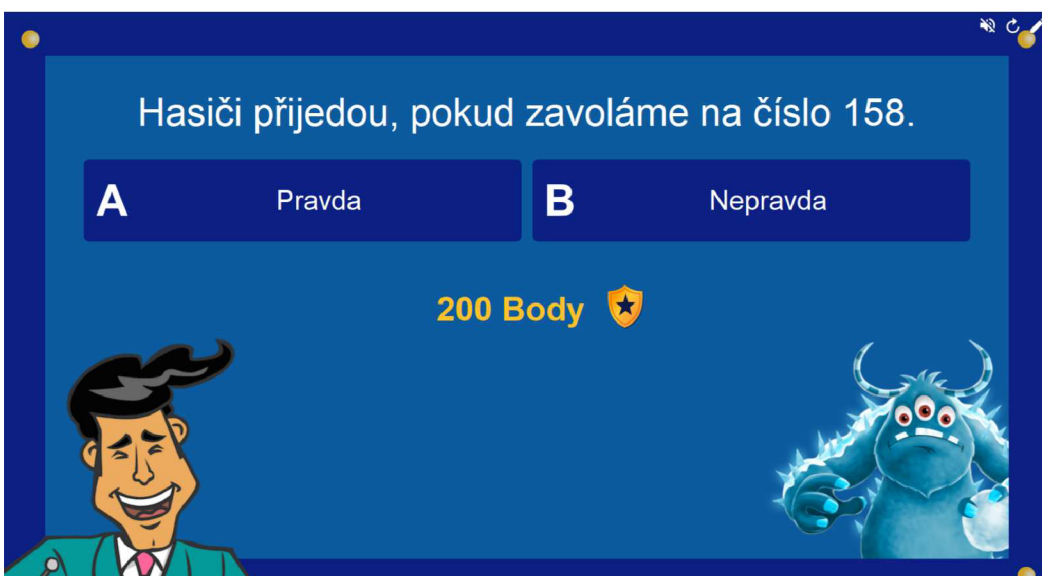 Hasiči přijedou, pokud zavoláme na číslo 158.
A Pravda
B Nepravda
200 Body